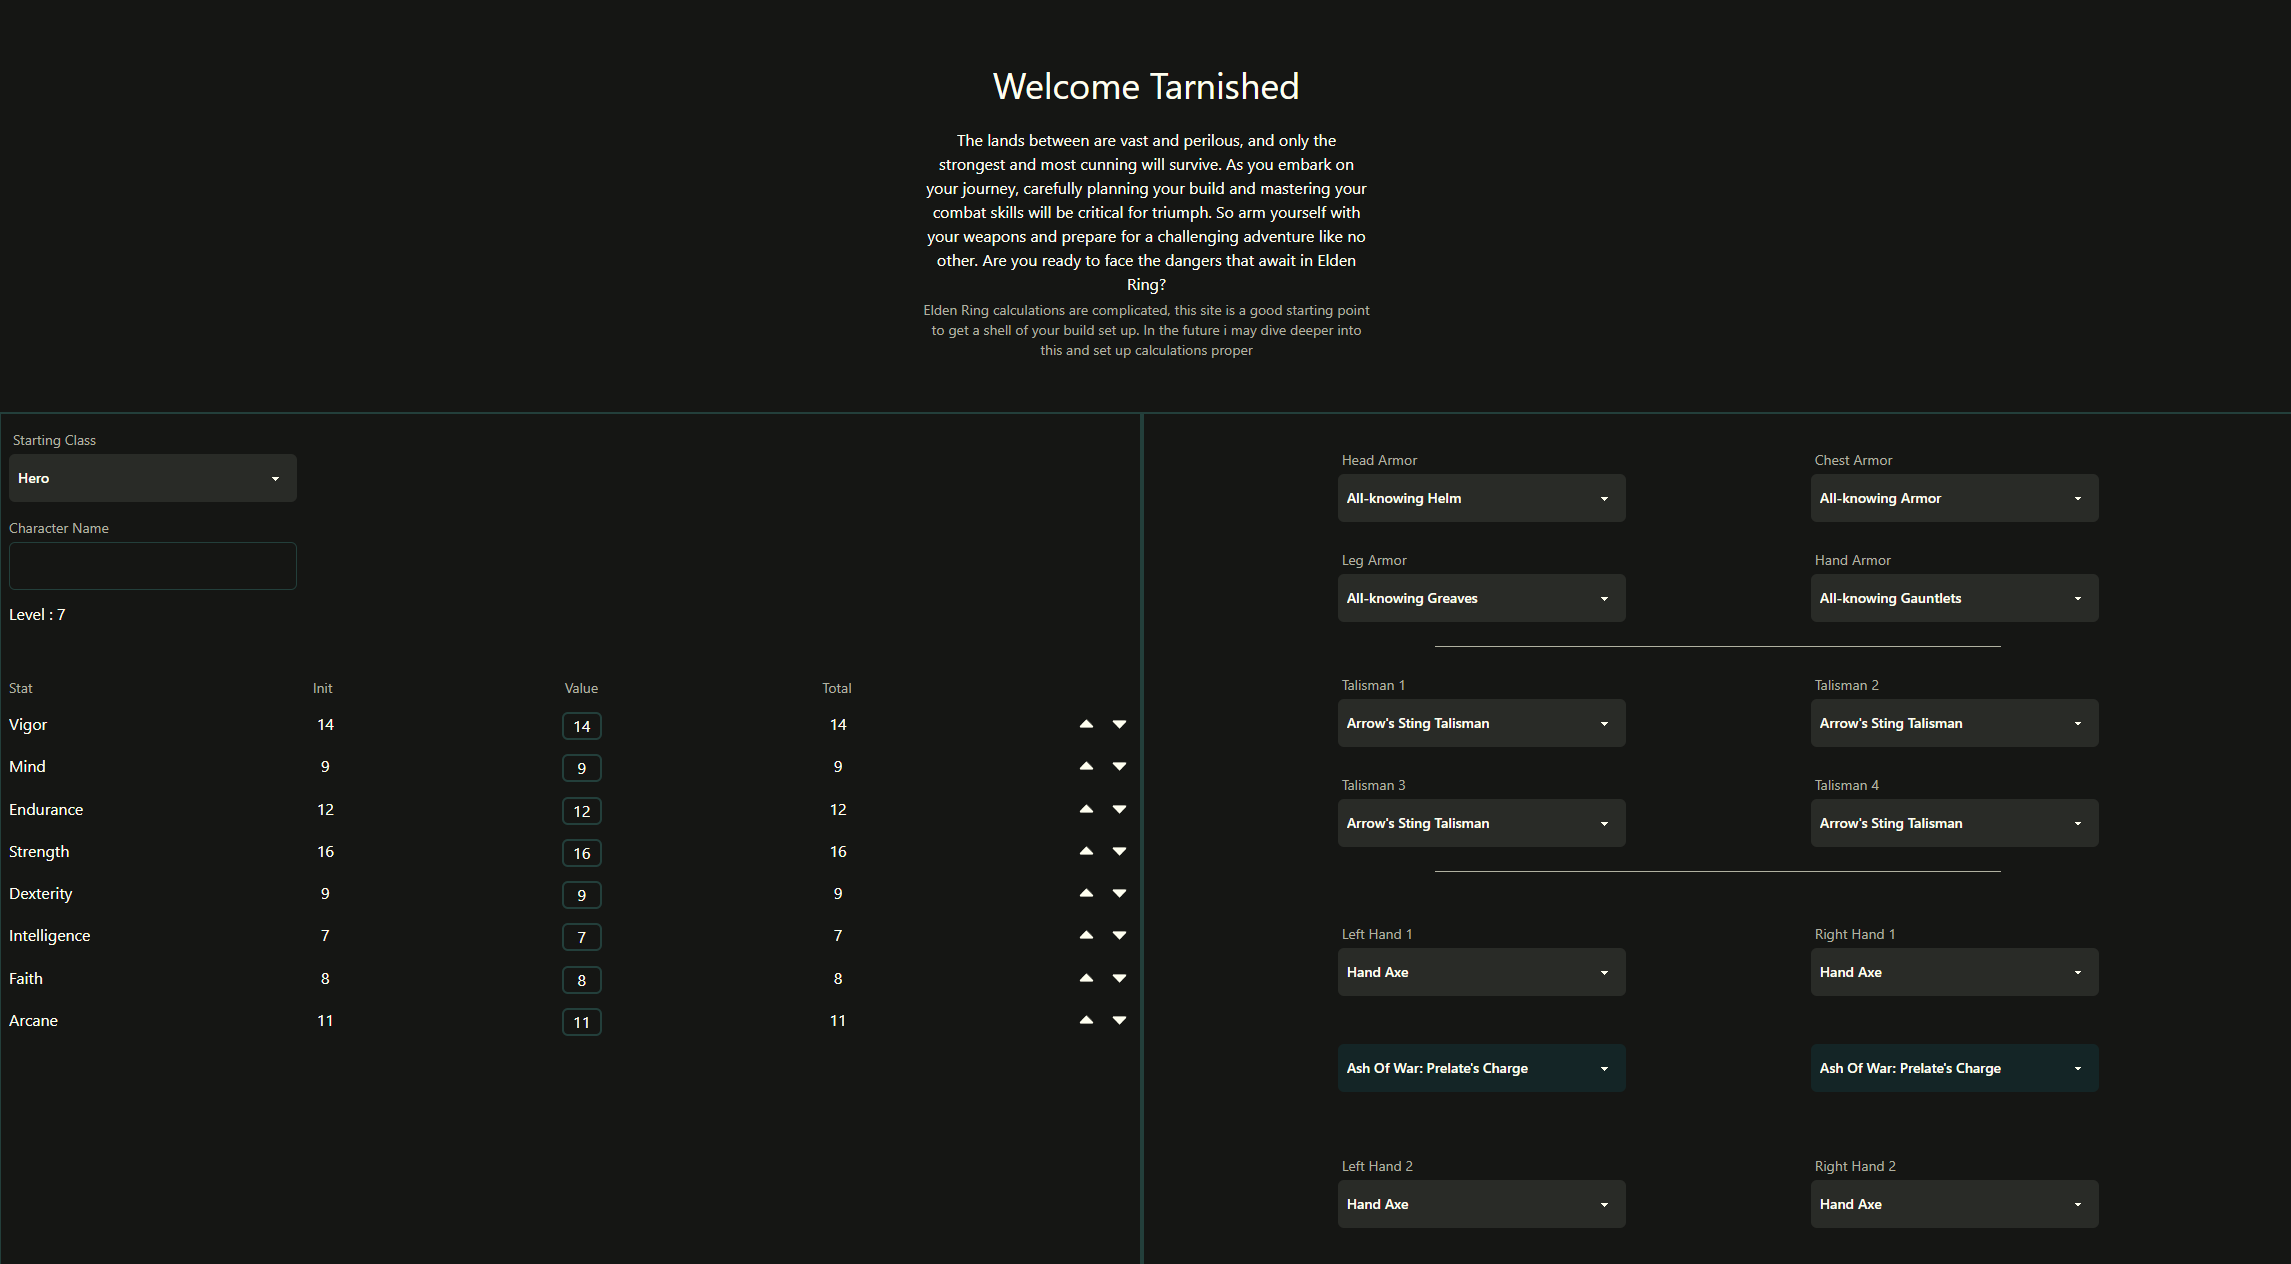 Welcome Tarnished
The lands between are vast and perilous, and only the
strongest and most cunning will survive. As you embark on
your journey, carefully planning your build and mastering your
combat skills will be critical for triumph. So arm yourself with
your weapons and prepare for a challenging adventure like no
other. Are you ready to face the dangers that await in Elden
Ring?
Elden Ring calculations are complicated, this site is a good starting point
to get a shell of your build set up. In the future i may dive deeper into
this and set up calculations proper
Starting Class
Hero
Character Name
Level : 7
Stat Init Value Total
Vigor 14 14 14
Mind 9 9 9
Endurance 12 12 12
Strength 16 16 16
Dexterity 9 9 9
Intelligence 7 7 7
Faith 8 8 8
Arcane 11 11 11
Head Armor Chest Armor
All-knowing Helm All-knowing Armor
Leg Armor Hand Armor
All-knowing Greaves All-knowing Gauntlets
Talisman 1 Talisman 2
Arrow's Sting Talisman Arrow's Sting Talisman
Talisman 3 Talisman 4
Arrow's Sting Talisman Arrow's Sting Talisman
Left Hand 1 Right Hand 1
Hand Axe Hand Axe
Ash Of War: Prelate's Charge Ash Of War: Prelate's Charge
Left Hand 2 Right Hand 2
Hand Axe Hand Axe